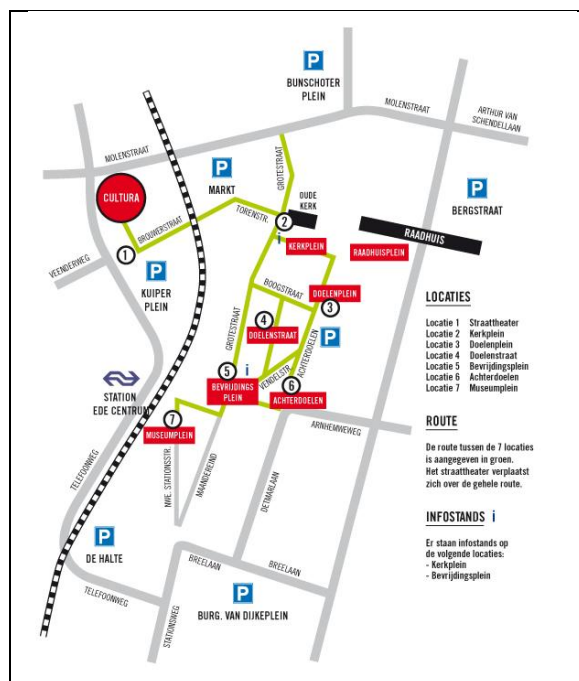 P
BUNSCHOTER
PLEIN
MOLENSTRAAT
ARTHUR VAN
SCHENDELLAAN
MOLENSTRAAT
P
MARKT
GROTESTRAAT
P
BERGSTRAAT
CULTURA
BROUWERSTRAAT
TORENSTR.
OUDE
KERK
2
i
KERKPLEIN
RAADHUIS
RAADHUISPLEIN
1
VEENDERWEG
P
KUIPER
PLEIN
BOOGSTRAAT
DOELENPLEIN
3
GROTESTRAAT
4
DOELENSTRAAT
P
ACHTERDOELEN
STATION
EDE CENTRUM
5
i
BEVRIJDINGS
PLEIN
VENDELSTR.
6
ACHTERDOELEN
7
MUSEUMPLEIN
ARNHEMWEWEG
TELEFOONWEG
NWE. STATIONSSTR.
MAANDEREIND
DETMARLAAN
P
DE HALTE
BREELAAN
BREELAAN
TELEFOONWEG
STATIONSWEG
P
BURG. VAN DIJKEPLEIN
LOCATIES
Locatie 1 Straattheater
Locatie 2 Kerkplein
Locatie 3 Doelenplein
Locatie 4 Doelenstraat
Locatie 5 Bevrijdingsplein
Locatie 6 Achterdoelen
Locatie 7 Museumplein
ROUTE
De route tussen de 7 locaties
is aangegeven in groen.
Het straattheater verplaatst
zich over de gehele route.
INFOSTANDS i
Er staan infostands op
de volgende locaties:
- Kerkplein
- Bevrijdingsplein